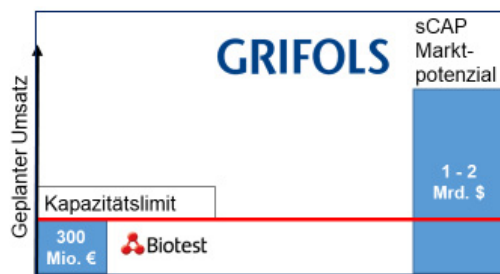 Geplanter Umsatz
GRIFOLS
sCAP
Markt-
potenzial
1 - 2
Mrd. $
Kapazitätslimit
300
Mio. €
Biotest